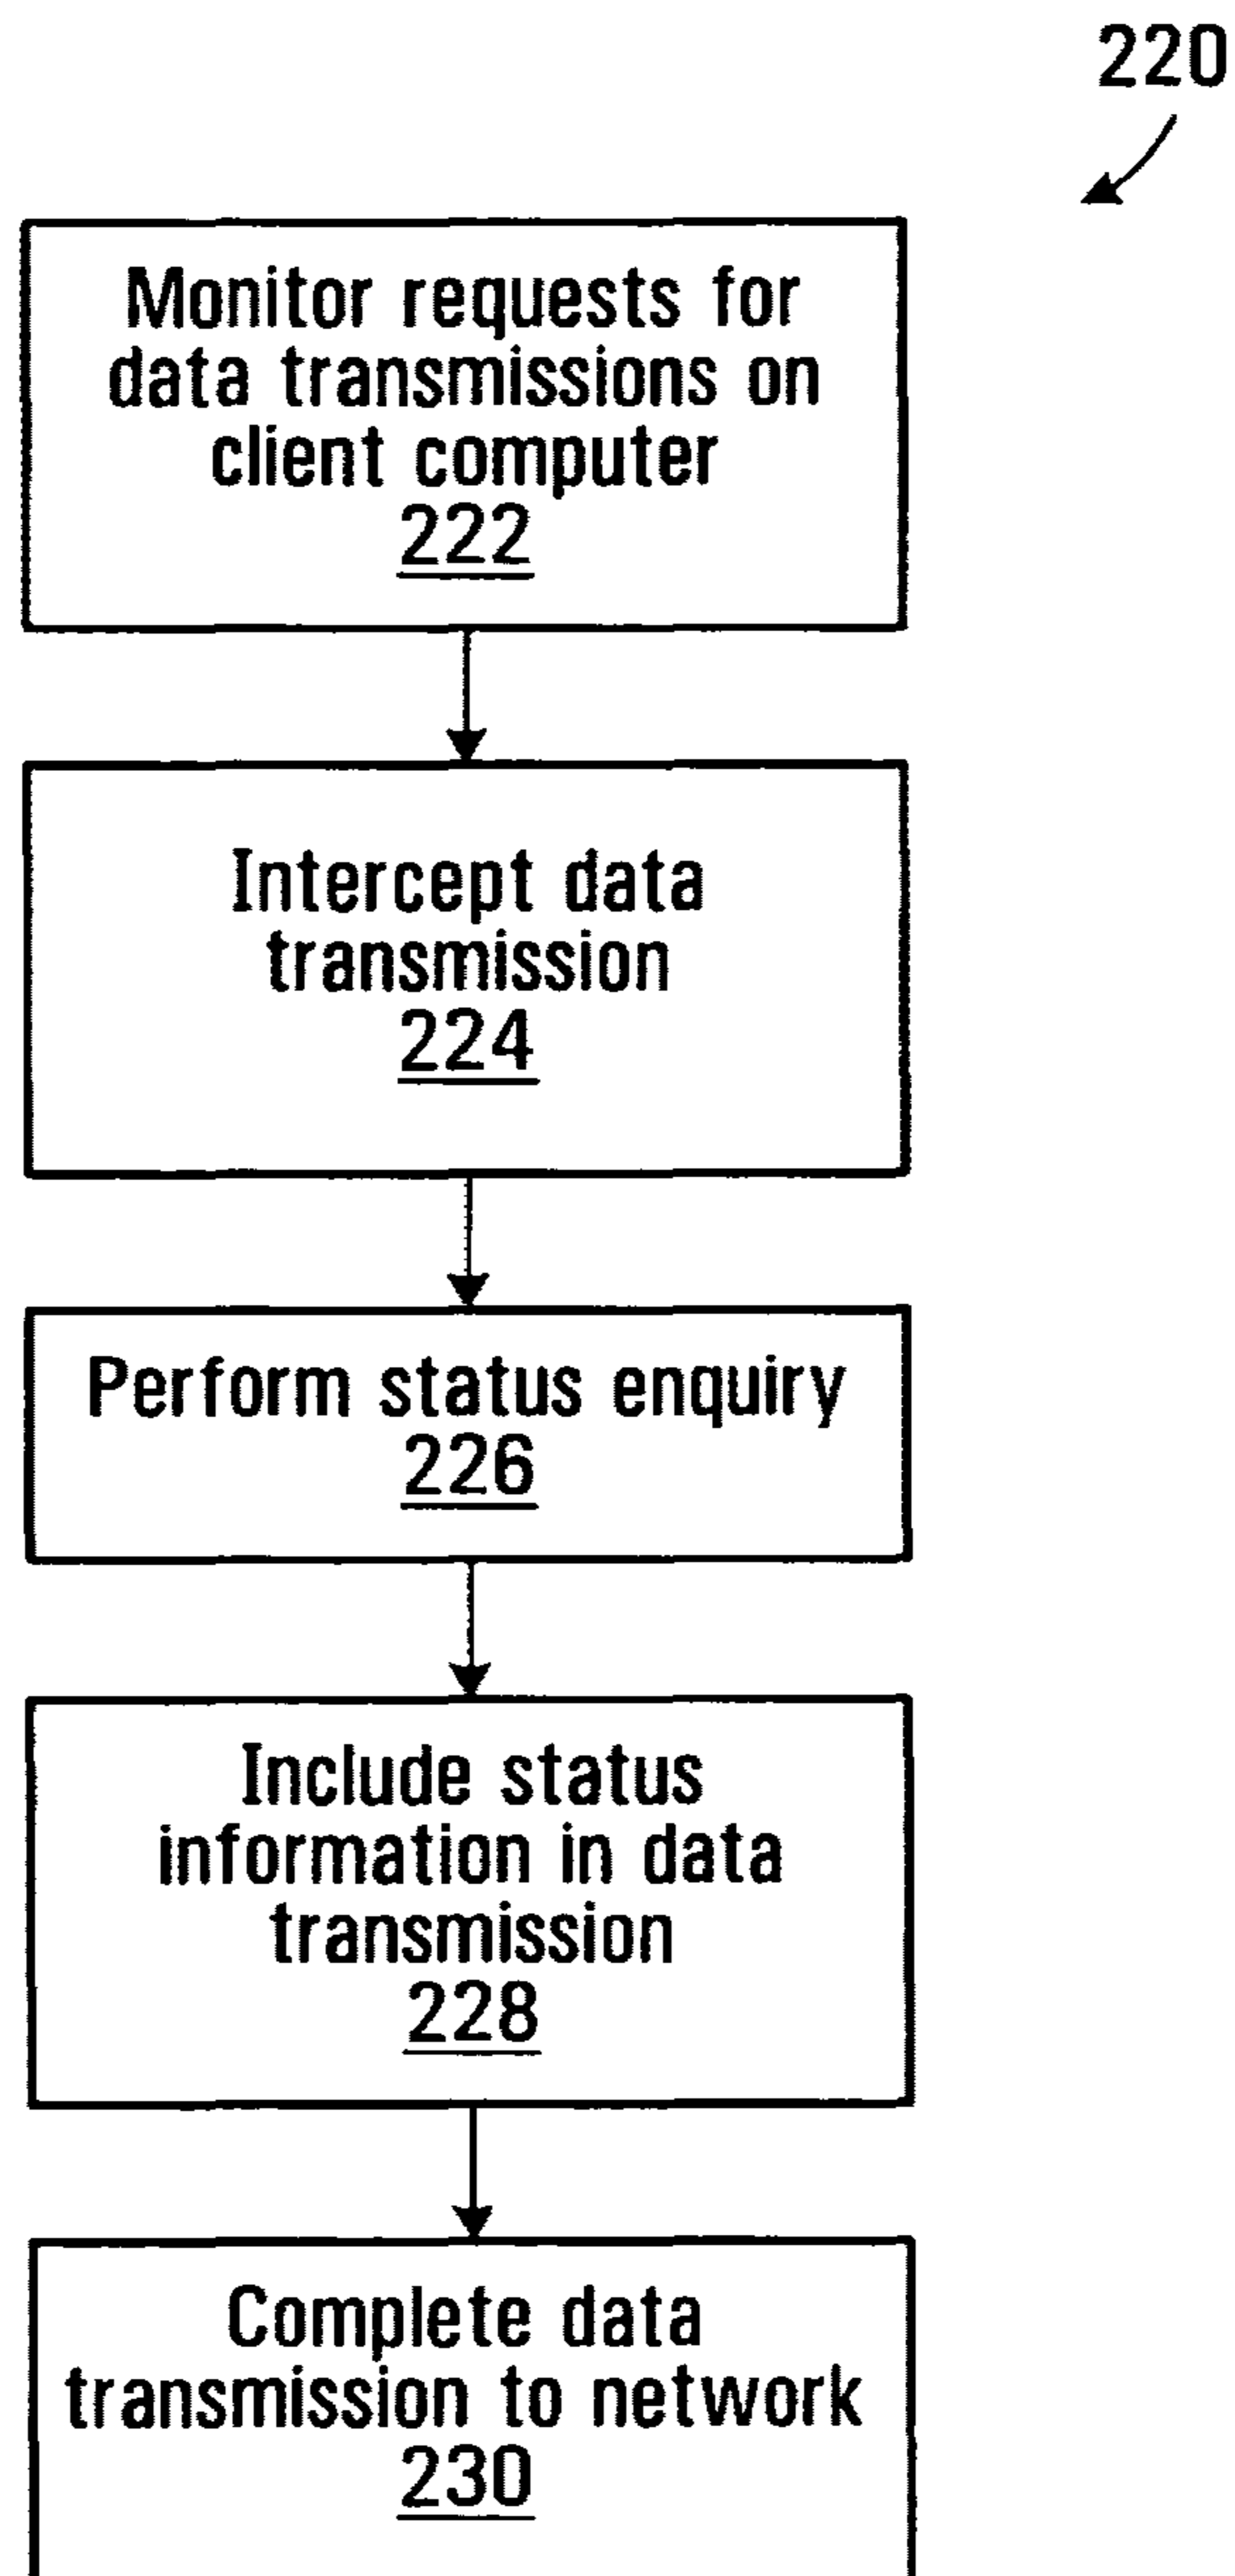 220
Monitor requests for
data transmissions on
client computer
222
Intercept data
transmission
224
Perform status enquiry
226
Include status
information in data
transmission
228
Complete data
transmission to network
230